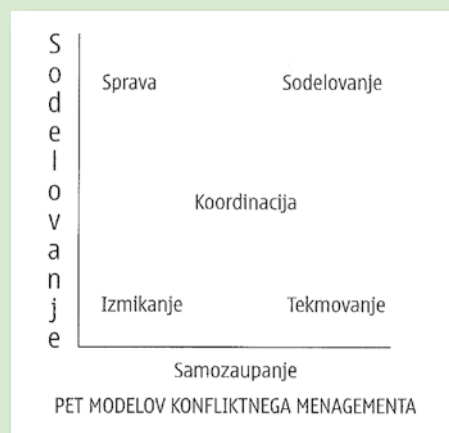 Sodelovanje
Sprava Sodelovanje
Koordinacija
Izmikanje Tekmovanje
Samozaupanje
PET MODELOV KONFLIKTNEGA MENAGEMENTA